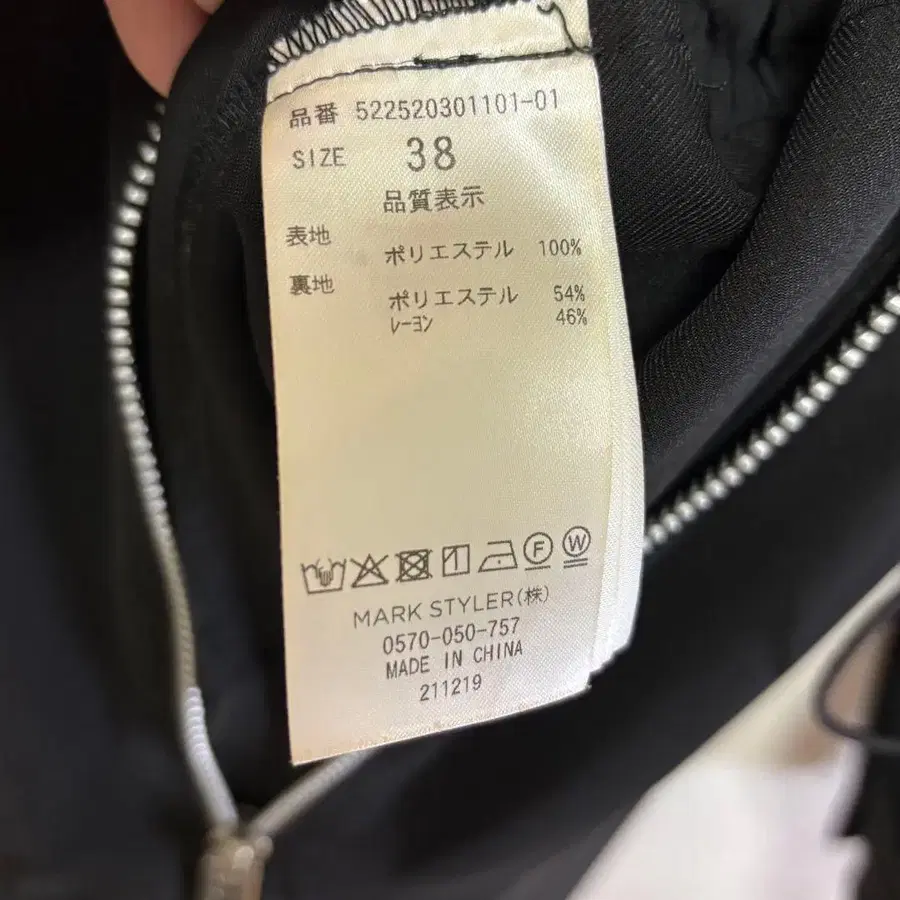 品番 522520301101-01
SIZE 38
品質表示
表地 ポリエステル 100%
裏地 ポリエステル 54%
ﾚｰﾖﾝ 46%
F W
MARK STYLER(株)
0570-050-757
MADE IN CHINA
211219